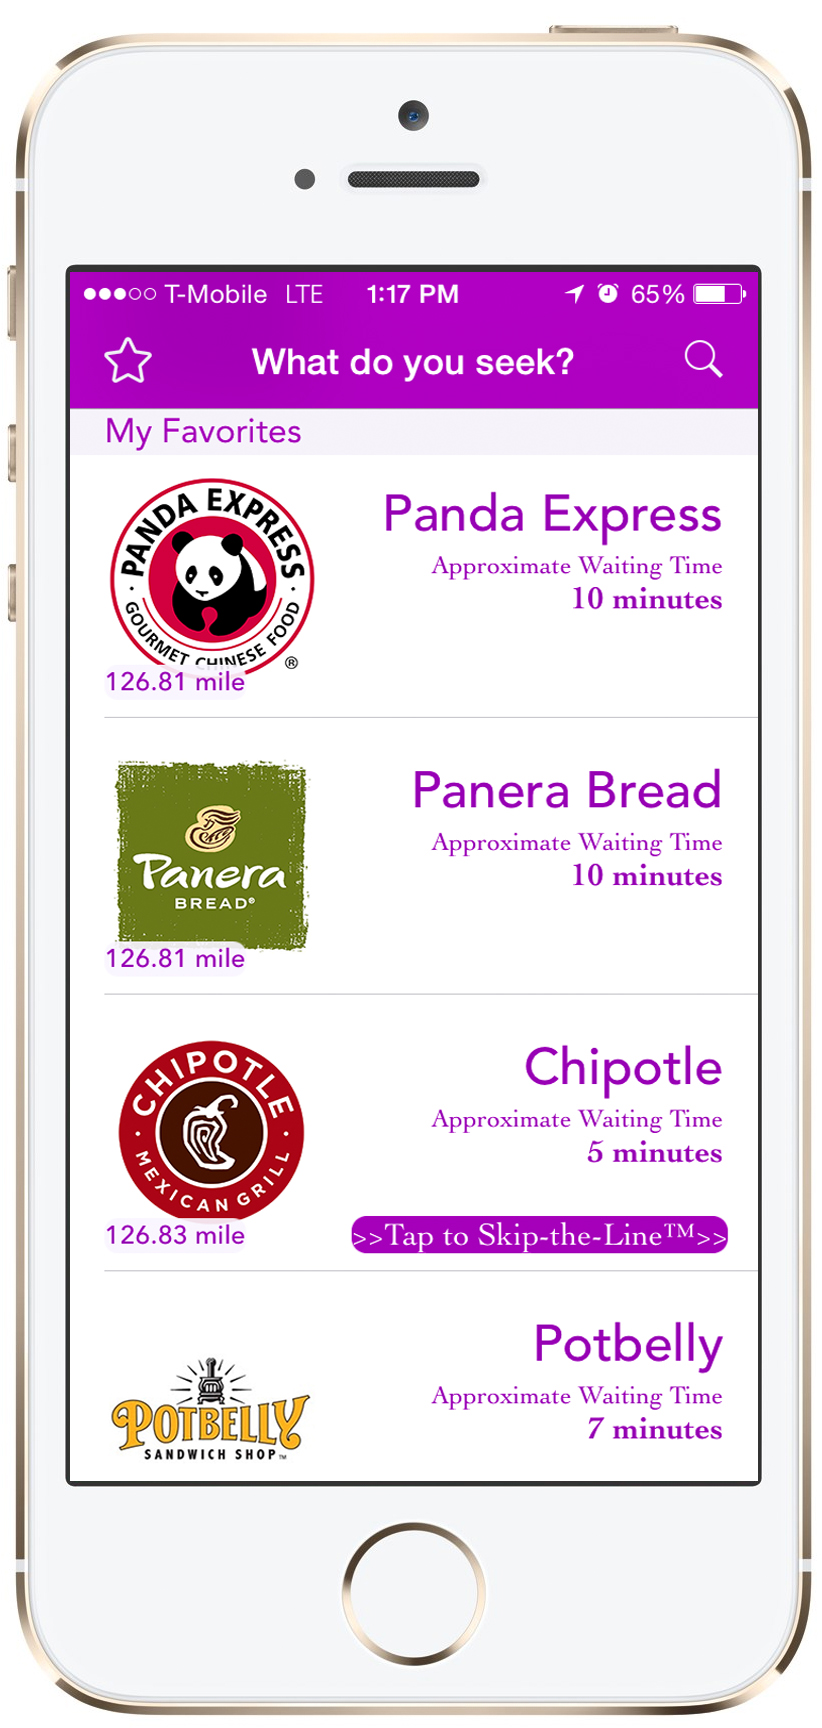 ●●●○○ T-Mobile LTE 1:17 PM 65%
What do you seek?
My Favorites
PANDA EXPRESS
GOURMET CHINESE FOOD
®
Panda Express
Approximate Waiting Time
10 minutes
126.81 mile
Panera
BREAD®
Panera Bread
Approximate Waiting Time
10 minutes
126.81 mile
CHIPOTLE
MEXICAN GRILL
Chipotle
Approximate Waiting Time
5 minutes
126.83 mile
>>Tap to Skip-the-Line™>>
POTBELLY
SANDWICH SHOP™
Potbelly
Approximate Waiting Time
7 minutes